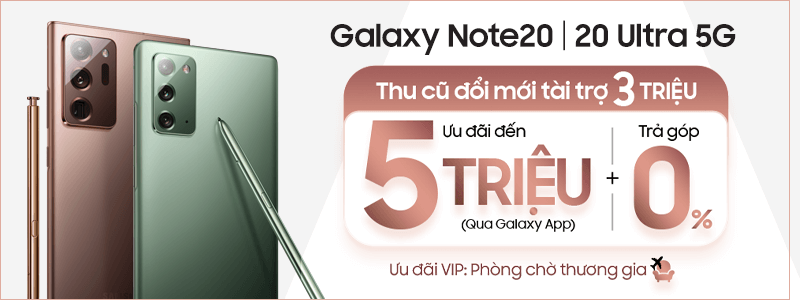 Galaxy Note20 | 20 Ultra 5G
Thu cũ đổi mới tài trợ 3 TRIỆU
Ưu đãi đến
5 TRIỆU
(Qua Galaxy App)
+
Trả góp
0%
Ưu đãi VIP: Phòng chờ thương gia